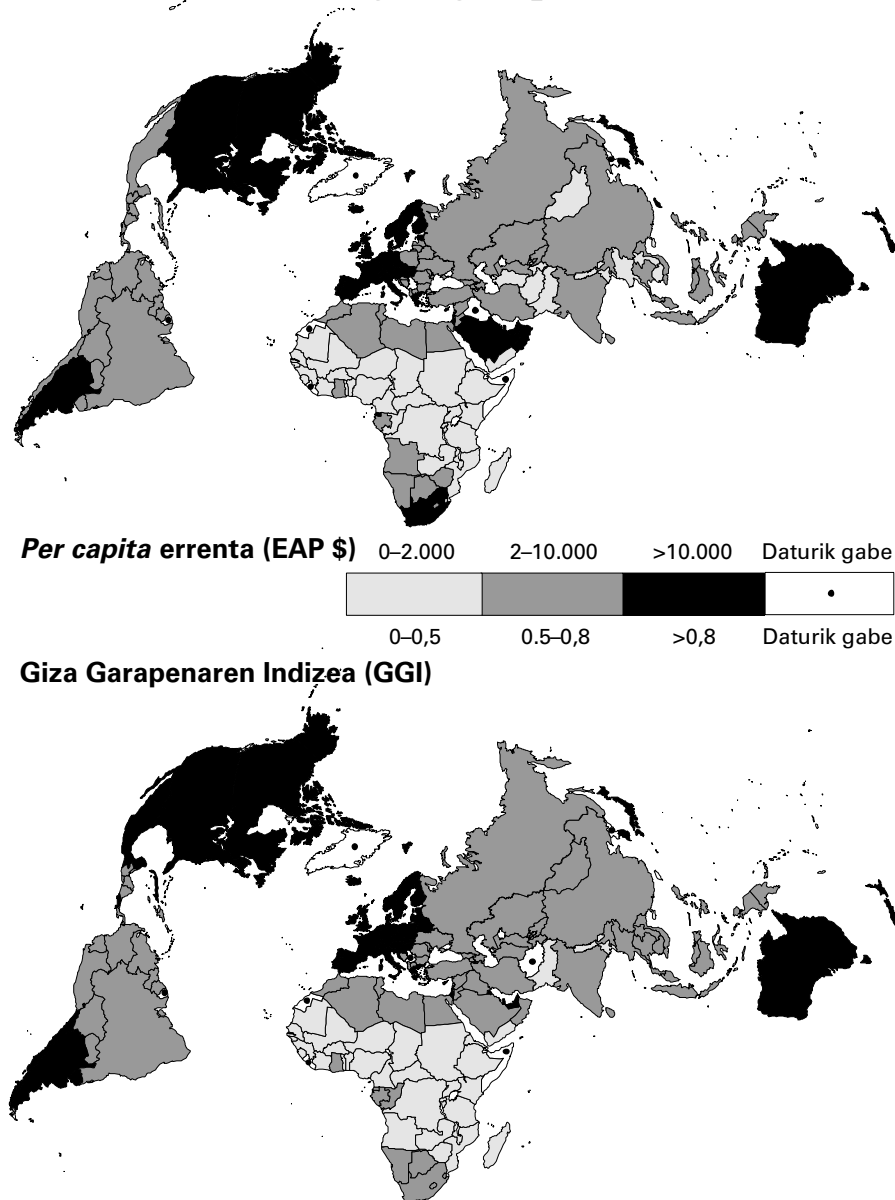 Per capita errenta (EAP $) 0–2.000 2–10.000 >10.000 Daturik gabe
0–0,5 0.5–0,8 >0,8 Daturik gabe
Giza Garapenaren Indizea (GGI)